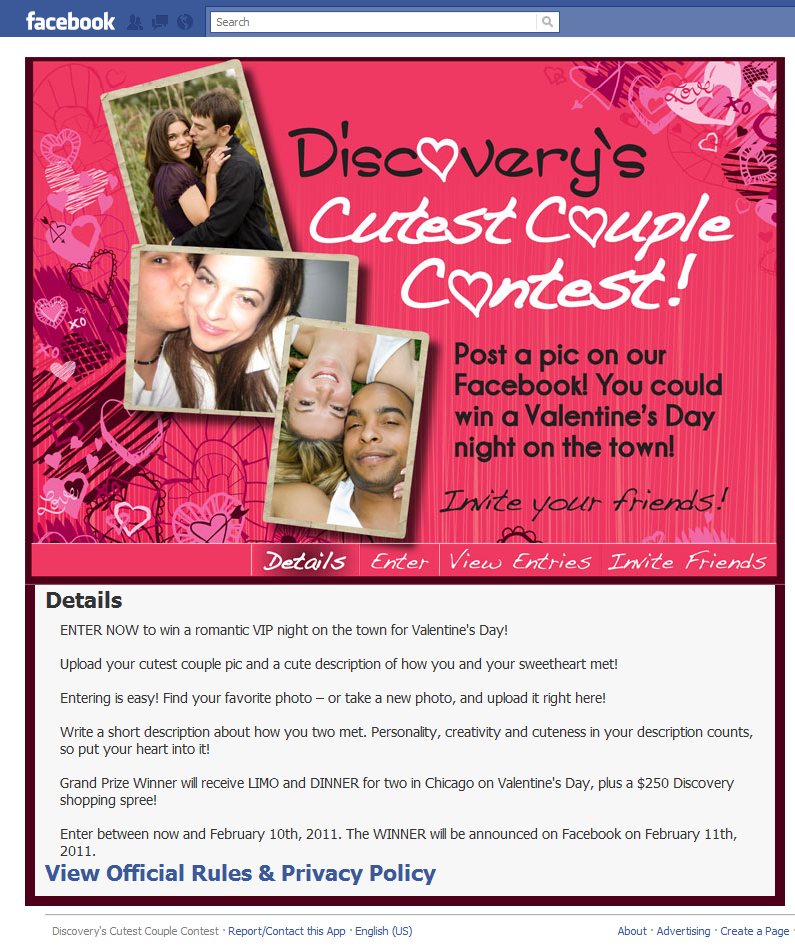 facebook
Search
Discovery's
Cutest Couple
Contest!
Post a pic on our
Facebook! You could
win a Valentine's Day
night on the town!
Invite your friends!
Love
XO
XO
XO
XO
Love
Details Enter View Entries Invite Friends
Details
ENTER NOW to win a romantic VIP night on the town for Valentine's Day!
Upload your cutest couple pic and a cute description of how you and your sweetheart met!
Entering is easy! Find your favorite photo – or take a new photo, and upload it right here!
Write a short description about how you two met. Personality, creativity and cuteness in your description counts,
so put your heart into it!
Grand Prize Winner will receive LIMO and DINNER for two in Chicago on Valentine's Day, plus a $250 Discovery
shopping spree!
Enter between now and February 10th, 2011. The WINNER will be announced on Facebook on February 11th,
2011.
View Official Rules & Privacy Policy
Discovery's Cutest Couple Contest · Report/Contact this App · English (US)
About · Advertising · Create a Page ·